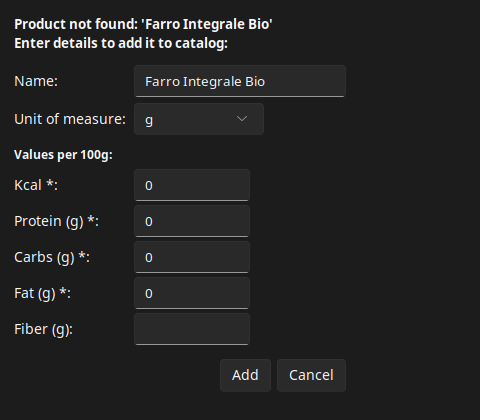 Product not found: 'Farro Integrale Bio'
Enter details to add it to catalog:
Name: Farro Integrale Bio
Unit of measure: g
Values per 100g:
Kcal *: 0
Protein (g) *: 0
Carbs (g) *: 0
Fat (g) *: 0
Fiber (g):
Add Cancel